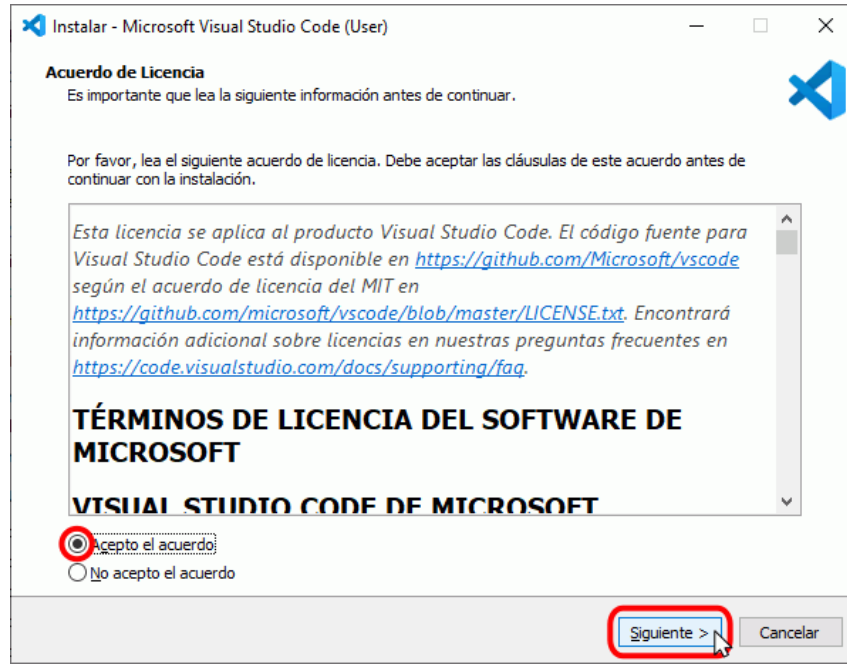 Instalar - Microsoft Visual Studio Code (User)
Acuerdo de Licencia
Es importante que lea la siguiente información antes de continuar.
Por favor, lea el siguiente acuerdo de licencia. Debe aceptar las cláusulas de este acuerdo antes de
continuar con la instalación.
Esta licencia se aplica al producto Visual Studio Code. El código fuente para
Visual Studio Code está disponible en https://github.com/Microsoft/vscode
según el acuerdo de licencia del MIT en
https://github.com/microsoft/vscode/blob/master/LICENSE.txt. Encontrará
información adicional sobre licencias en nuestras preguntas frecuentes en
https://code.visualstudio.com/docs/supporting/faq.
TÉRMINOS DE LICENCIA DEL SOFTWARE DE
MICROSOFT
VISUAL STUDIO CODE DE MICROSOFT
Acepto el acuerdo
No acepto el acuerdo
Siguiente >
Cancelar